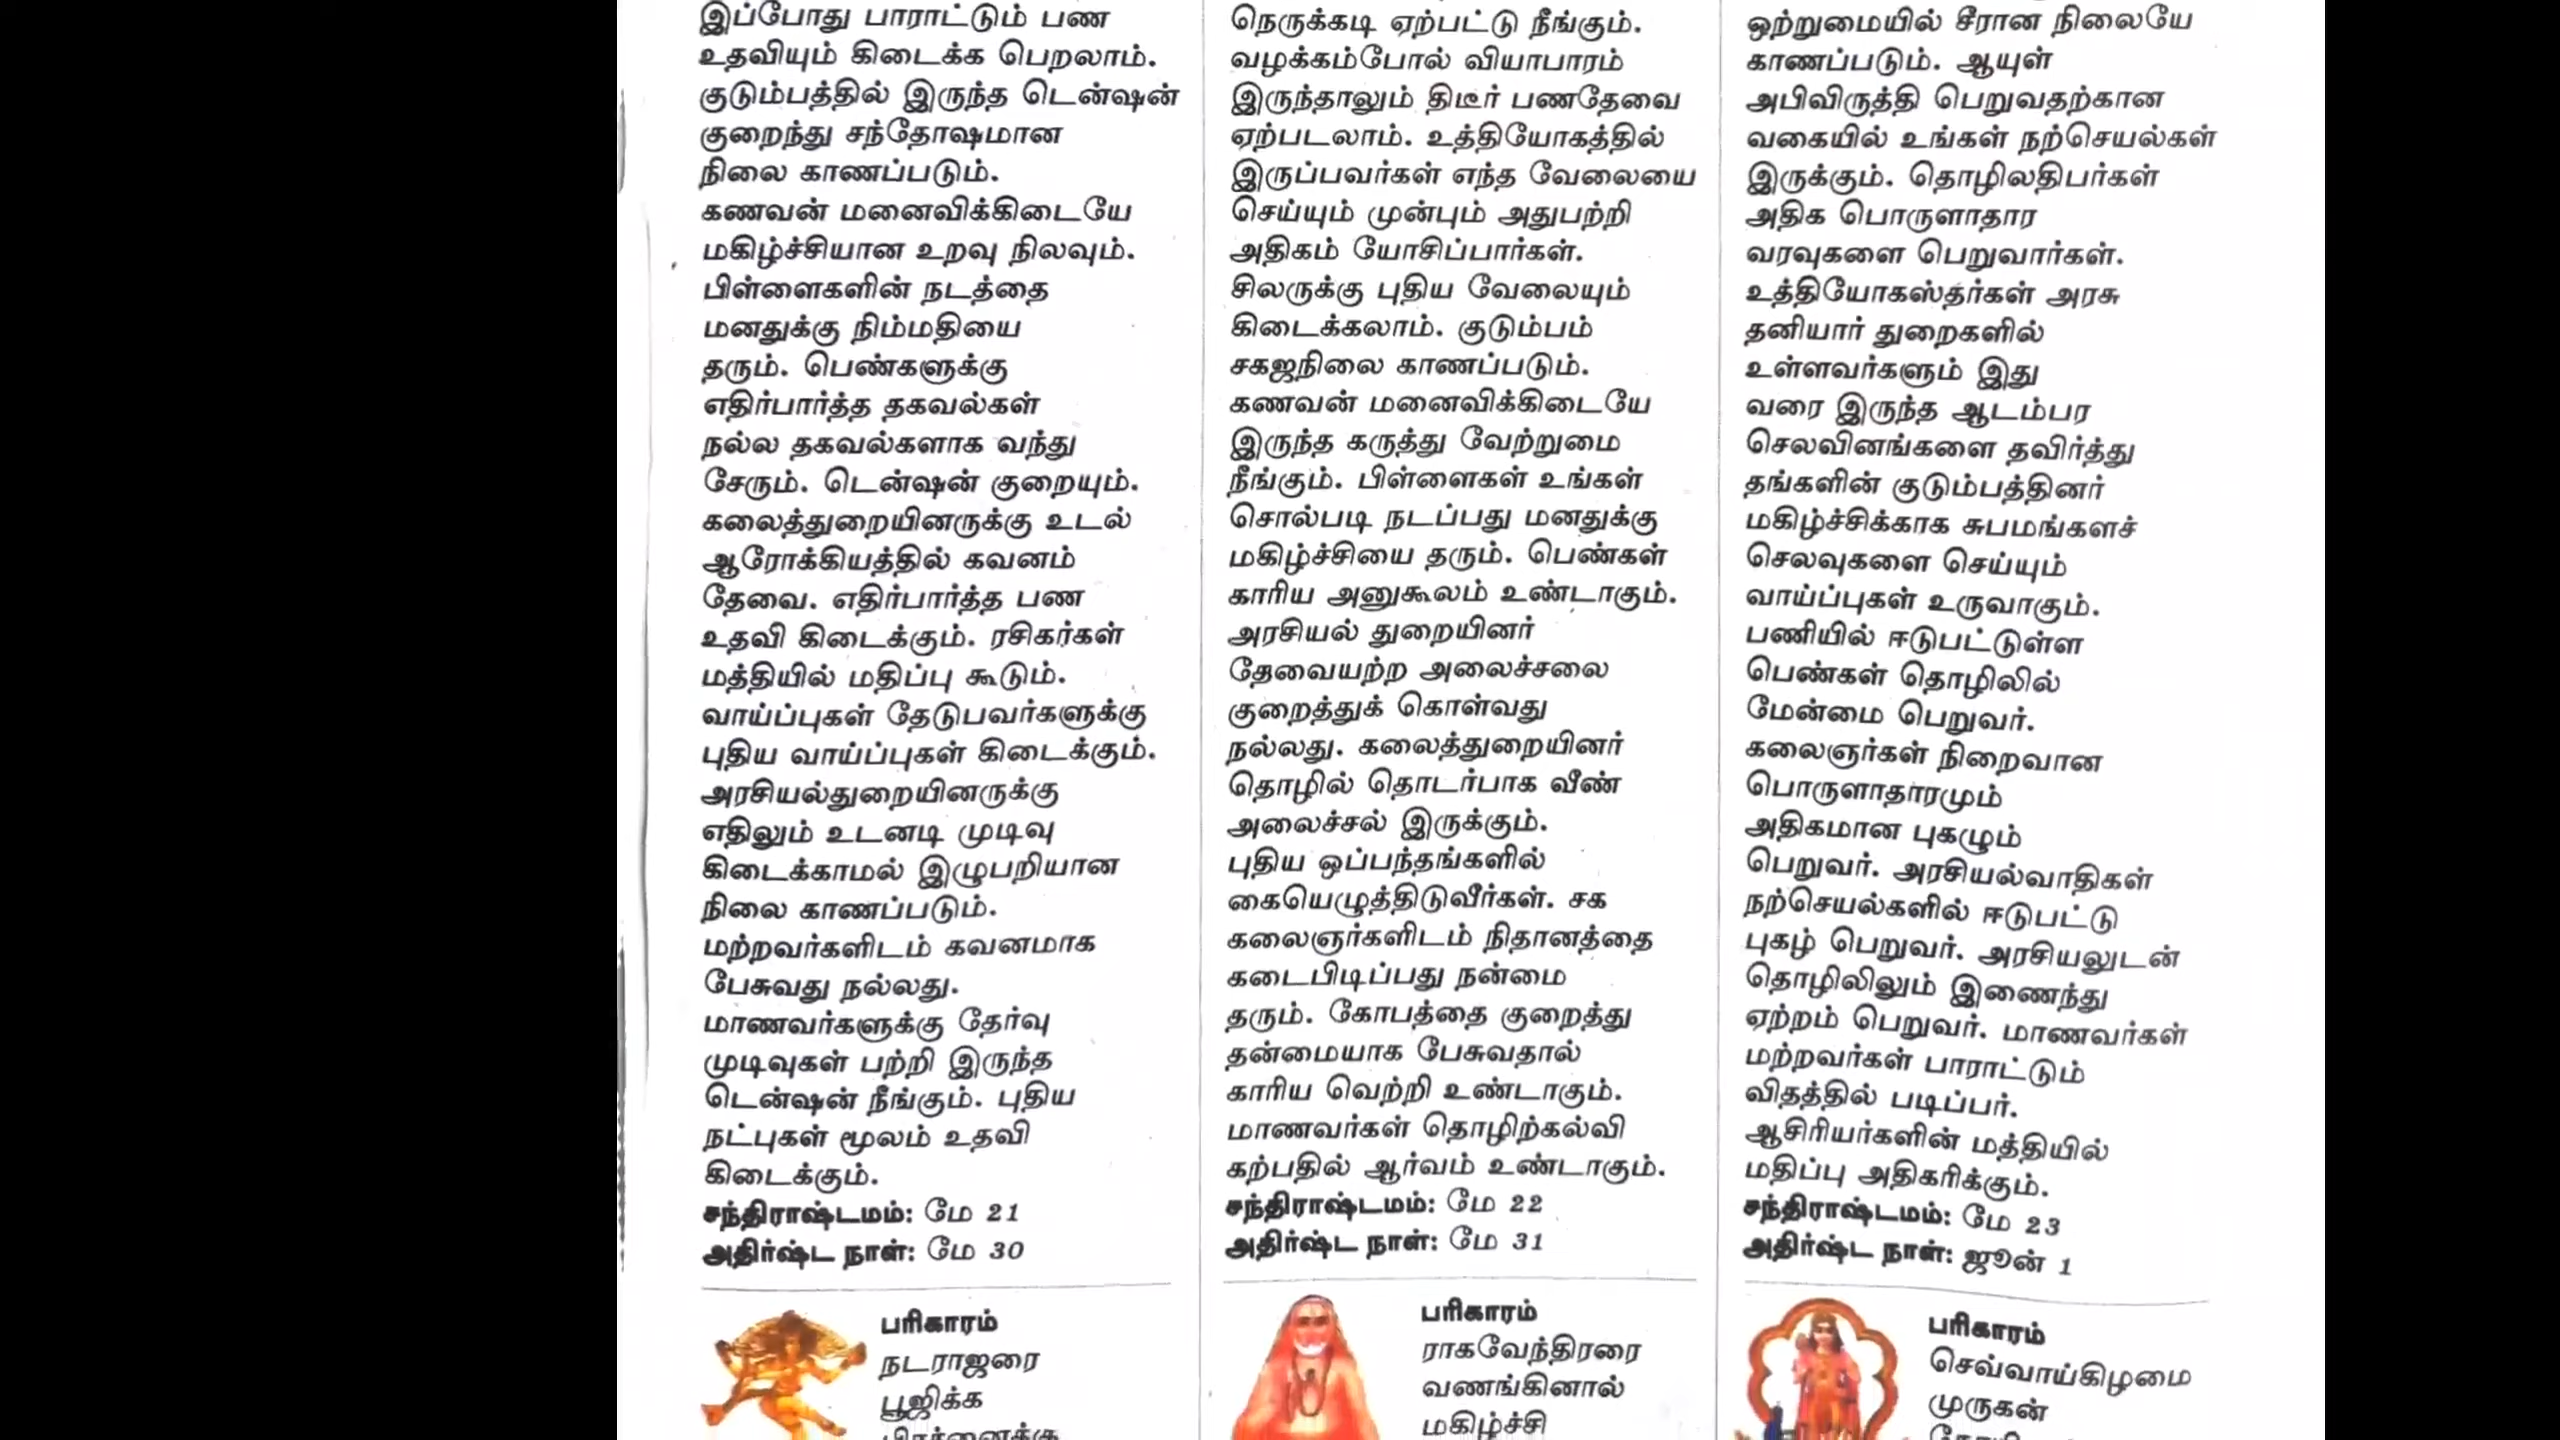 இப்போது பாராட்டும் பண
உதவியும் கிடைக்க பெறலாம்.
குடும்பத்தில் இருந்த டென்ஷன்
குறைந்து சந்தோஷமான
நிலை காணப்படும்.
கணவன் மனைவிக்கிடையே
மகிழ்ச்சியான உறவு நிலவும்.
பிள்ளைகளின் நடத்தை
மனதுக்கு நிம்மதியை
தரும். பெண்களுக்கு
எதிர்பார்த்த தகவல்கள்
நல்ல தகவல்களாக வந்து
சேரும். டென்ஷன் குறையும்.
கலைத்துறையினருக்கு உடல்
ஆரோக்கியத்தில் கவனம்
தேவை. எதிர்பார்த்த பண
உதவி கிடைக்கும். ரசிகர்கள்
மத்தியில் மதிப்பு கூடும்.
வாய்ப்புகள் தேடுபவர்களுக்கு
புதிய வாய்ப்புகள் கிடைக்கும்.
அரசியல்துறையினருக்கு
எதிலும் உடனடி முடிவு
கிடைக்காமல் இழுபறியான
நிலை காணப்படும்.
மற்றவர்களிடம் கவனமாக
பேசுவது நல்லது.
மாணவர்களுக்கு தேர்வு
முடிவுகள் பற்றி இருந்த
டென்ஷன் நீங்கும். புதிய
நட்புகள் மூலம் உதவி
கிடைக்கும்.
சந்திராஷ்டமம்: மே 21
அதிர்ஷ்ட நாள்: மே 30
பரிகாரம்
நடராஜரை
பூஜிக்க
நெருக்கடி ஏற்பட்டு நீங்கும்.
வழக்கம்போல் வியாபாரம்
இருந்தாலும் திடீர் பணதேவை
ஏற்படலாம். உத்தியோகத்தில்
இருப்பவர்கள் எந்த வேலையை
செய்யும் முன்பும் அதுபற்றி
அதிகம் யோசிப்பார்கள்.
சிலருக்கு புதிய வேலையும்
கிடைக்கலாம். குடும்பம்
சகஜநிலை காணப்படும்.
கணவன் மனைவிக்கிடையே
இருந்த கருத்து வேற்றுமை
நீங்கும். பிள்ளைகள் உங்கள்
சொல்படி நடப்பது மனதுக்கு
மகிழ்ச்சியை தரும். பெண்கள்
காரிய அனுகூலம் உண்டாகும்.
அரசியல் துறையினர்
தேவையற்ற அலைச்சலை
குறைத்துக் கொள்வது
நல்லது. கலைத்துறையினர்
தொழில் தொடர்பாக வீண்
அலைச்சல் இருக்கும்.
புதிய ஒப்பந்தங்களில்
கையெழுத்திடுவீர்கள். சக
கலைஞர்களிடம் நிதானத்தை
கடைபிடிப்பது நன்மை
தரும். கோபத்தை குறைத்து
தன்மையாக பேசுவதால்
காரிய வெற்றி உண்டாகும்.
மாணவர்கள் தொழிற்கல்வி
கற்பதில் ஆர்வம் உண்டாகும்.
சந்திராஷ்டமம்: மே 22
அதிர்ஷ்ட நாள்: மே 31
பரிகாரம்
ராகவேந்திரரை
வணங்கினால்
மகிழ்ச்சி
ஒற்றுமையில் சீரான நிலையே
காணப்படும். ஆயுள்
அபிவிருத்தி பெறுவதற்கான
வகையில் உங்கள் நற்செயல்கள்
இருக்கும். தொழிலதிபர்கள்
அதிக பொருளாதார
வரவுகளை பெறுவார்கள்.
உத்தியோகஸ்தர்கள் அரசு
தனியார் துறைகளில்
உள்ளவர்களும் இது
வரை இருந்த ஆடம்பர
செலவினங்களை தவிர்த்து
தங்களின் குடும்பத்தினர்
மகிழ்ச்சிக்காக சுபமங்களச்
செலவுகளை செய்யும்
வாய்ப்புகள் உருவாகும்.
பணியில் ஈடுபட்டுள்ள
பெண்கள் தொழிலில்
மேன்மை பெறுவர்.
கலைஞர்கள் நிறைவான
பொருளாதாரமும்
அதிகமான புகழும்
பெறுவர். அரசியல்வாதிகள்
நற்செயல்களில் ஈடுபட்டு
புகழ் பெறுவர். அரசியலுடன்
தொழிலிலும் இணைந்து
ஏற்றம் பெறுவர். மாணவர்கள்
மற்றவர்கள் பாராட்டும்
விதத்தில் படிப்பர்.
ஆசிரியர்களின் மத்தியில்
மதிப்பு அதிகரிக்கும்.
சந்திராஷ்டமம்: மே 23
அதிர்ஷ்ட நாள்: ஜூன் 1
பரிகாரம்
செவ்வாய்கிழமை
முருகன்